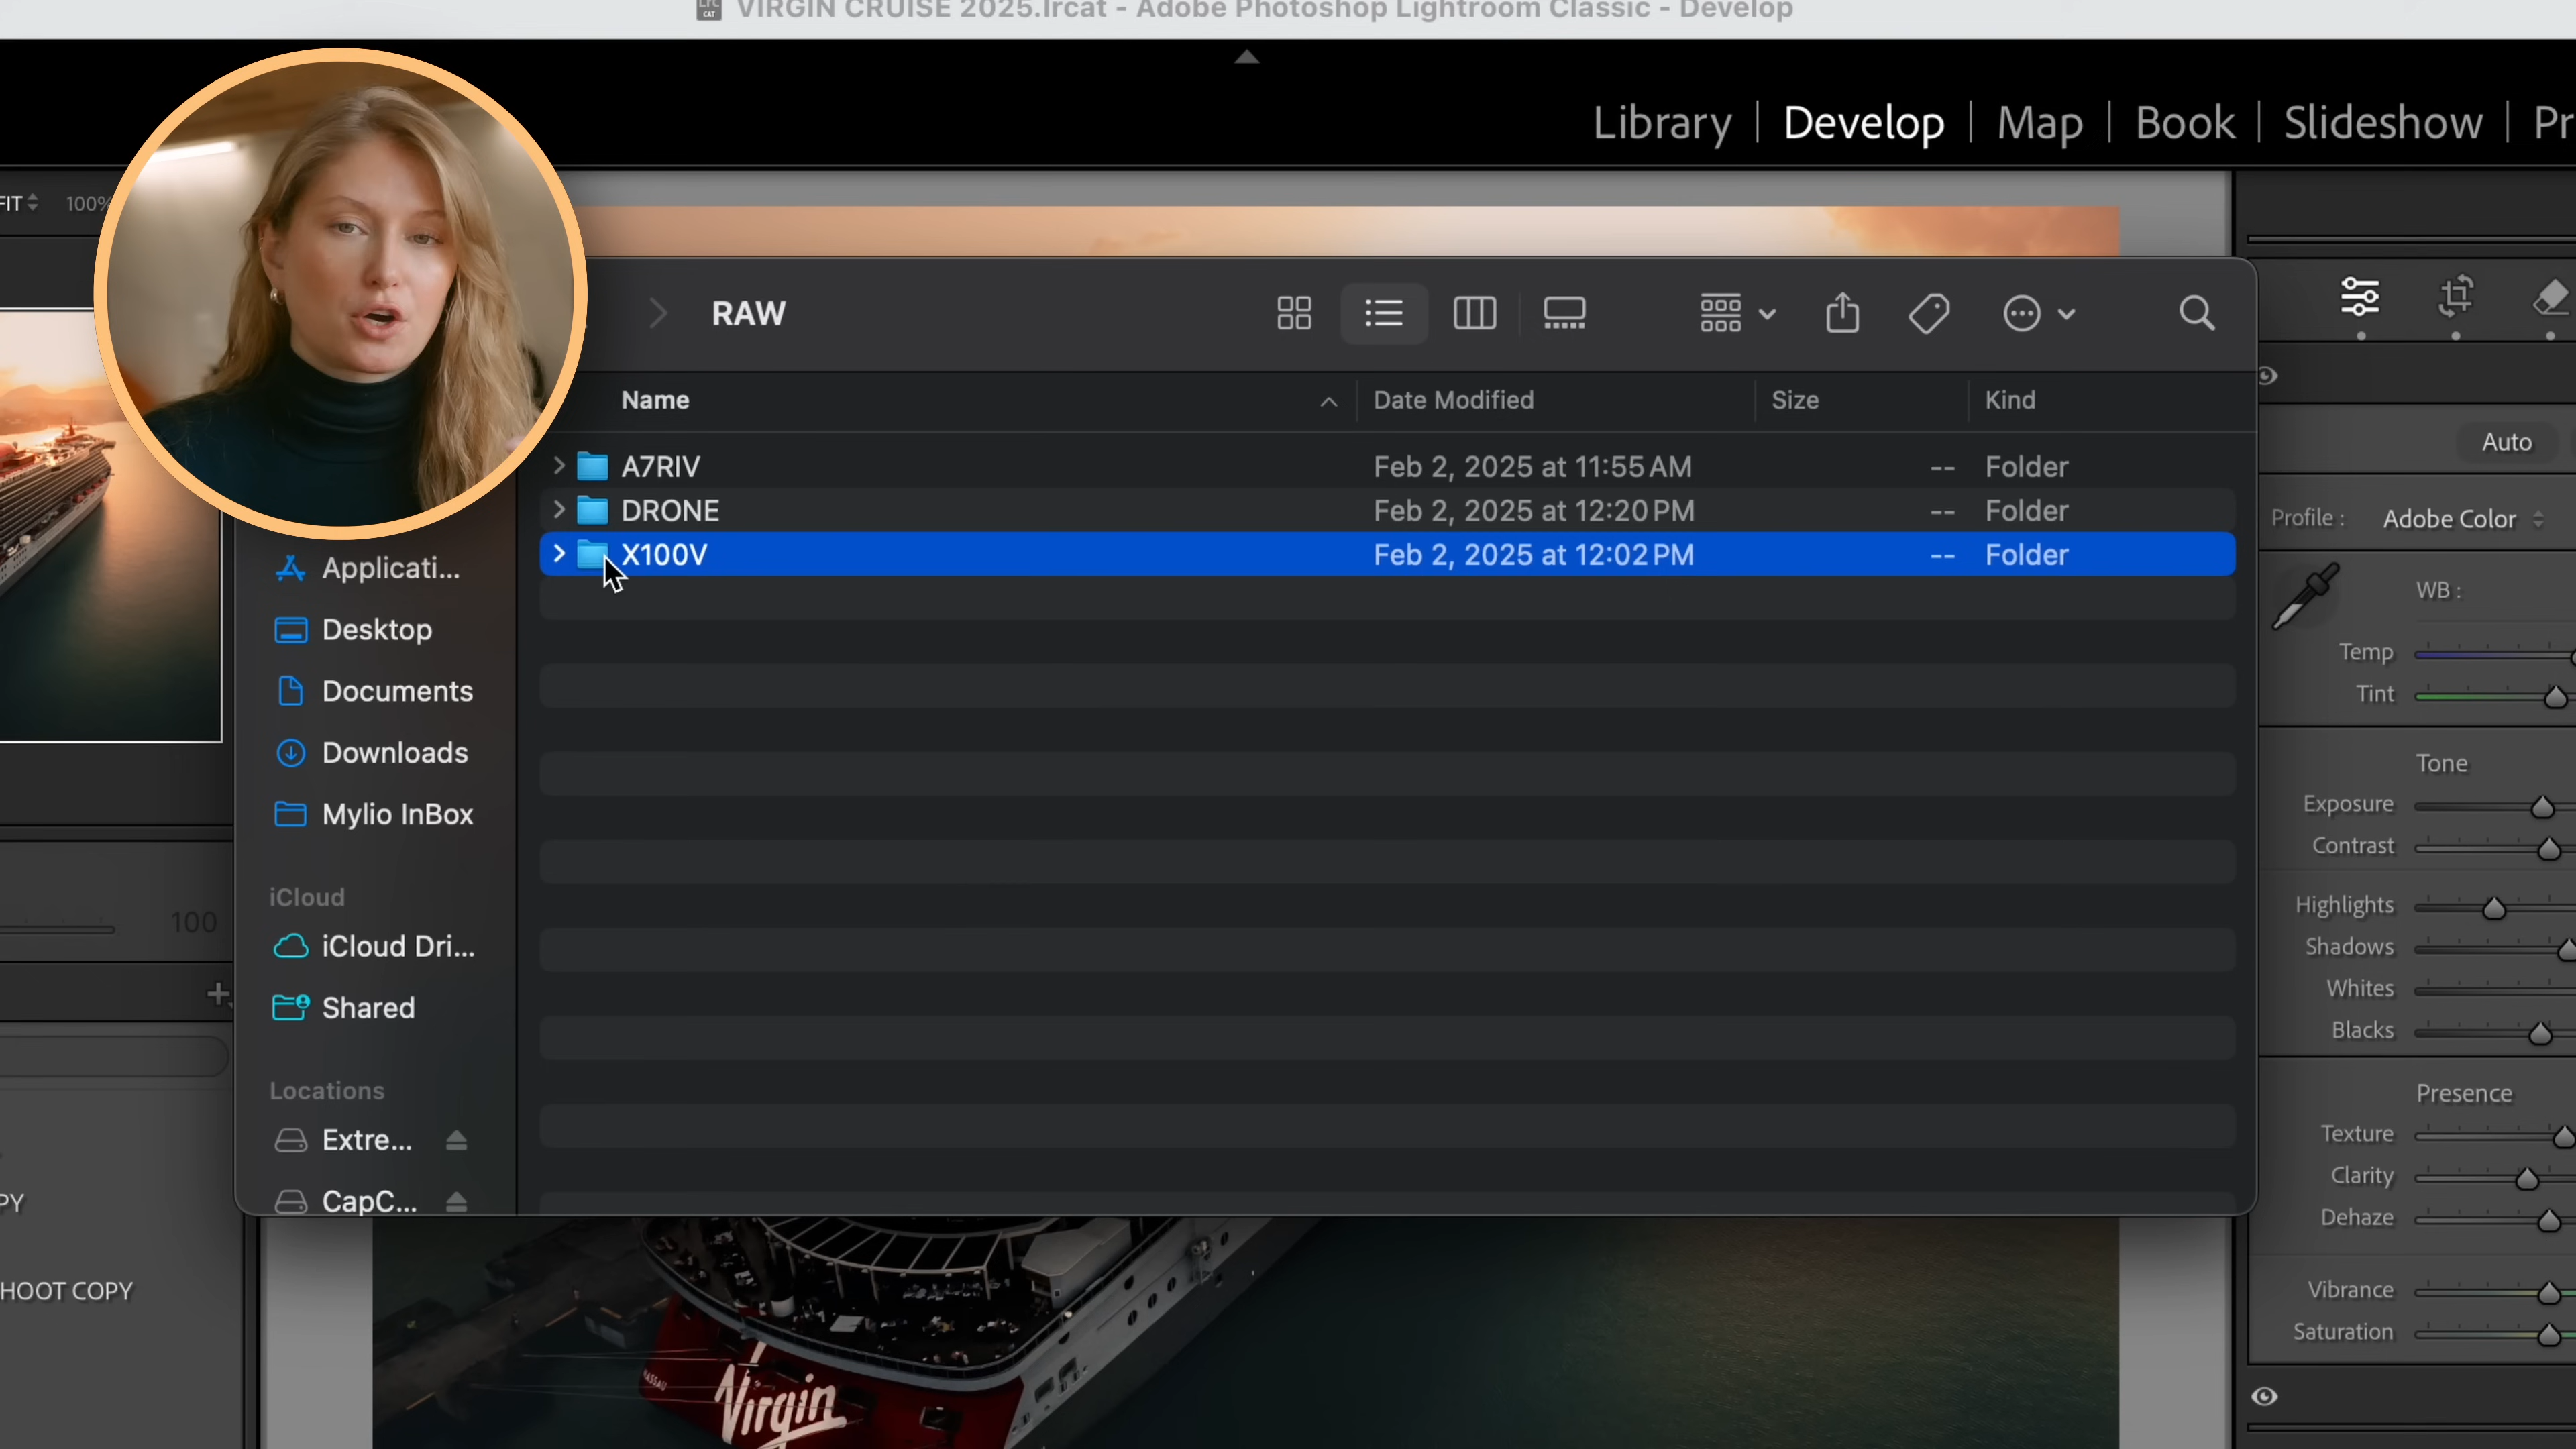 VIRGIN CRUISE 2025.lrcat - Adobe Photoshop Lightroom Classic - Develop
Library | Develop | Map | Book | Slideshow | Pr
FIT 100%
RAW
Name Date Modified Size Kind
A7RIV Feb 2, 2025 at 11:55 AM -- Folder
DRONE Feb 2, 2025 at 12:20 PM -- Folder
X100V Feb 2, 2025 at 12:02 PM -- Folder
Applicati...
Desktop
Documents
Downloads
Mylio InBox
iCloud
iCloud Dri...
Shared
Locations
Extre...
CapC...
100
PY
HOOT COPY
Auto
Profile : Adobe Color
WB :
Temp
Tint
Tone
Exposure
Contrast
Highlights
Shadows
Whites
Blacks
Presence
Texture
Clarity
Dehaze
Vibrance
Saturation
NASSAU
Virgin